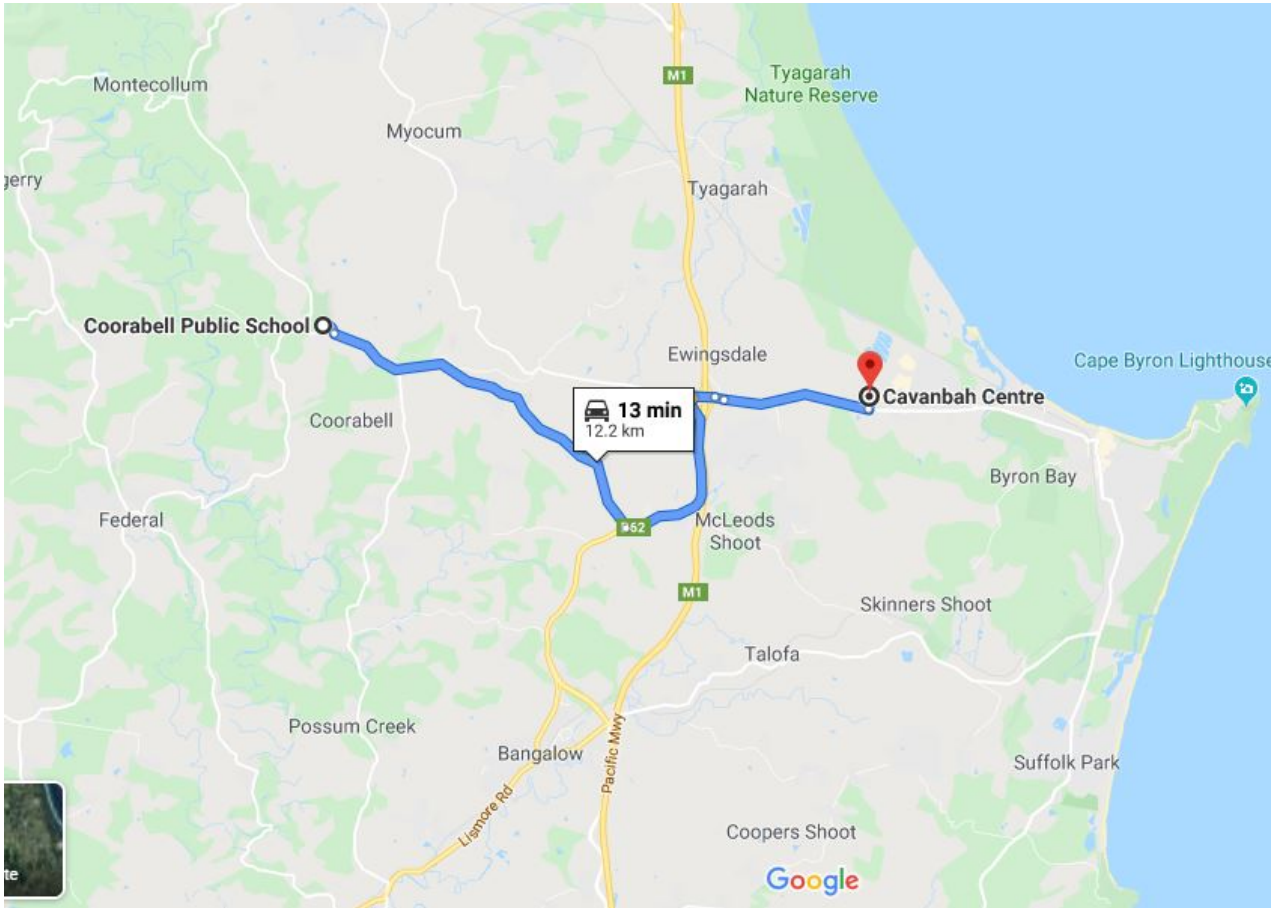 M1
Tyagarah
Nature Reserve
Montecollum
Myocum
gerry
Tyagarah
Coorabell Public School
Ewingsdale
Cape Byron Lighthouse
13 min
12.2 km
Cavanbah Centre
Coorabell
Byron Bay
Federal
B62
McLeods
Shoot
M1
Skinners Shoot
Talofa
Possum Creek
Bangalow
Pacific Mwy
Suffolk Park
Lismore Rd
Coopers Shoot
te
Google